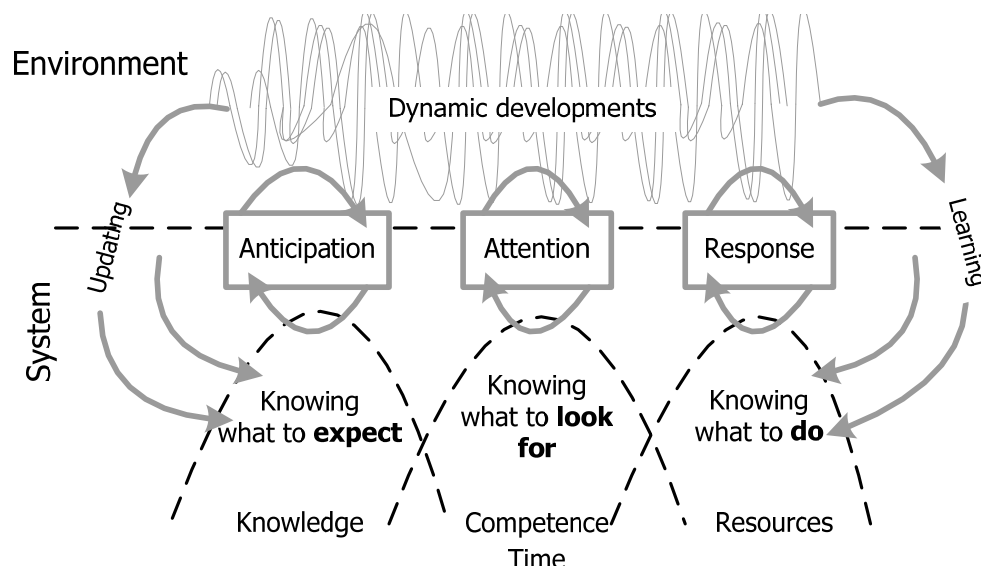 Environment
Dynamic developments
Updating
Anticipation
Attention
Response
Learning
System
Knowing
what to expect
Knowing
what to look
for
Knowing
what to do
Knowledge
Competence
Resources
Time